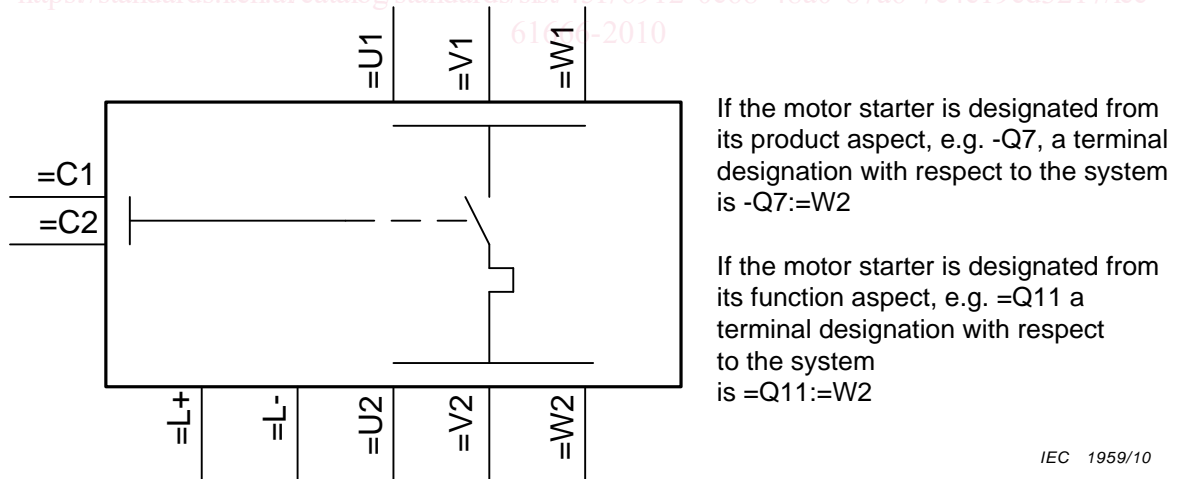 61666-2010
=U1
=V1
=W1
=C1
=C2
=L+
=L-
=U2
=V2
=W2
If the motor starter is designated from
its product aspect, e.g. -Q7, a terminal
designation with respect to the system
is -Q7:=W2
If the motor starter is designated from
its function aspect, e.g. =Q11 a
terminal designation with respect
to the system
is =Q11:=W2
IEC 1959/10